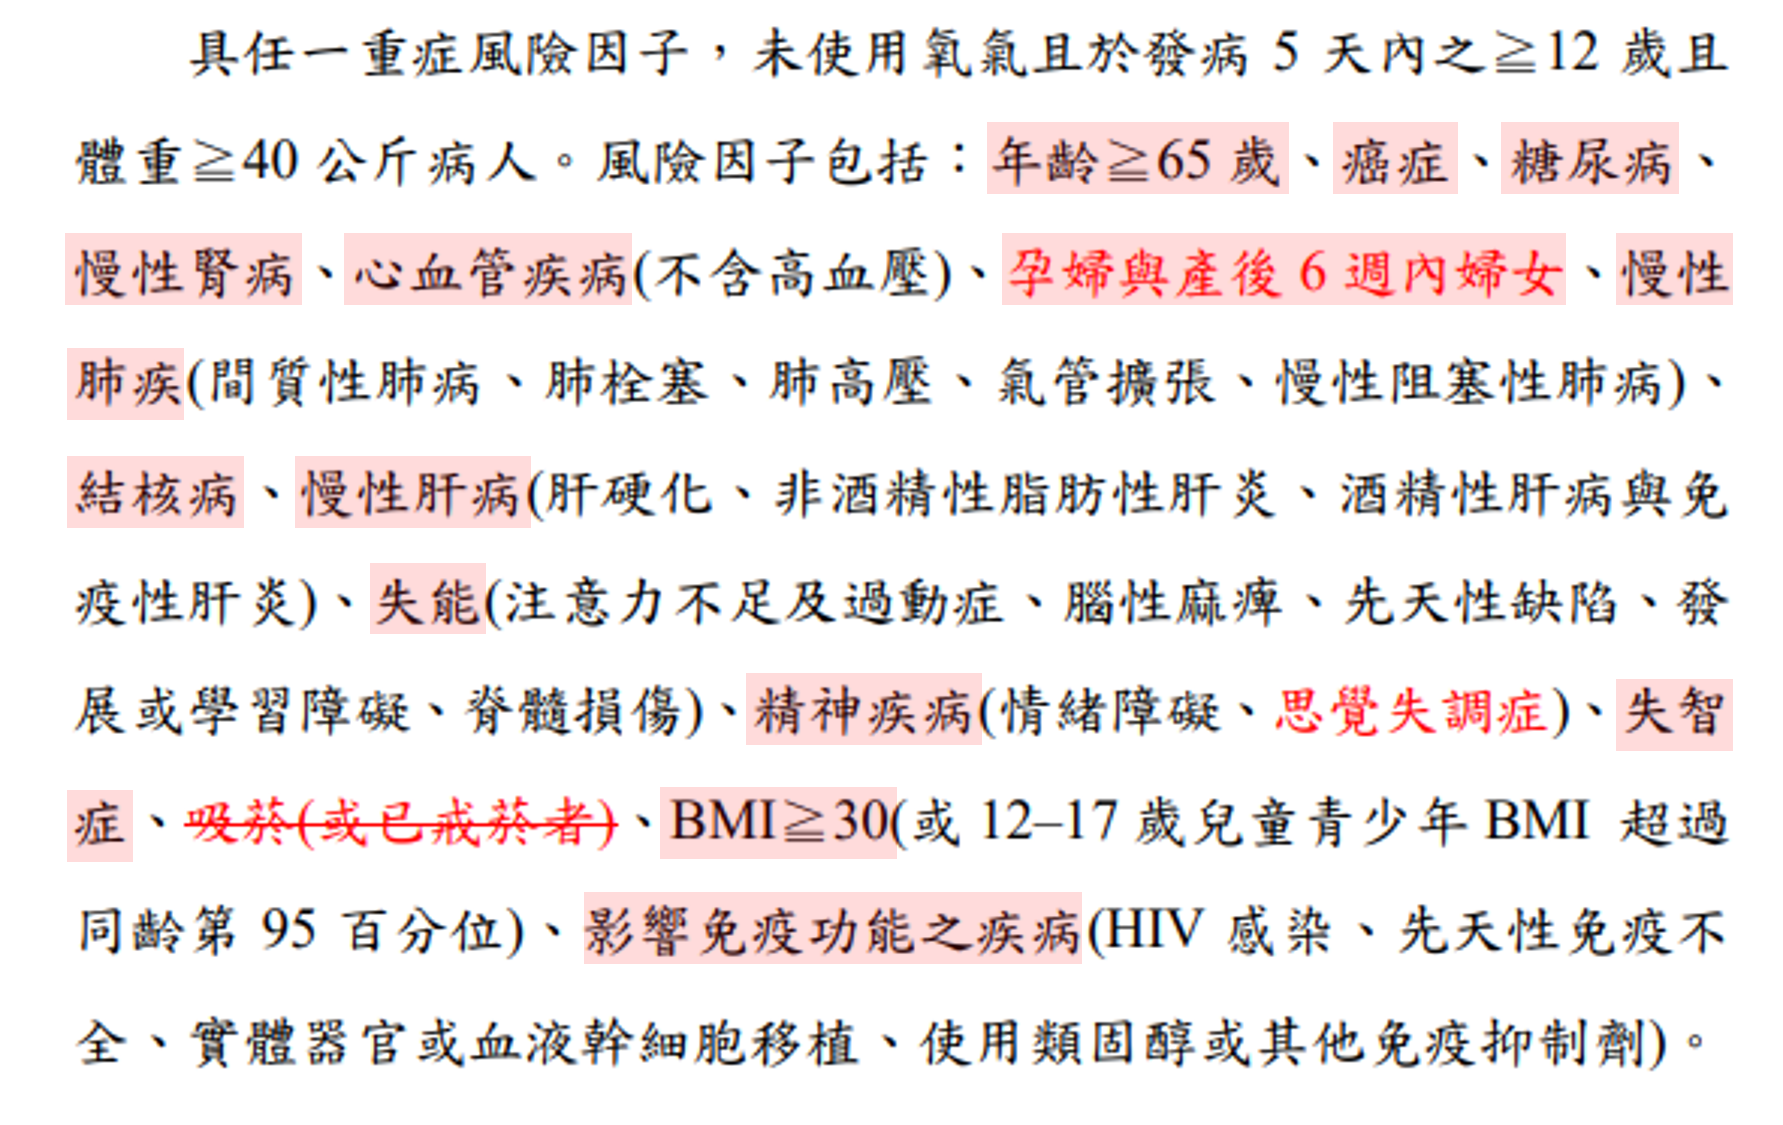 具任一重症風險因子，未使用氧氣且於發病 5 天內之≧12 歲且
體重≧40 公斤病人。風險因子包括：年齡≧65 歲、癌症、糖尿病、
慢性腎病、心血管疾病(不含高血壓)、孕婦與產後 6 週內婦女、慢性
肺疾(間質性肺病、肺栓塞、肺高壓、氣管擴張、慢性阻塞性肺病)、
結核病、慢性肝病(肝硬化、非酒精性脂肪性肝炎、酒精性肝病與免
疫性肝炎)、失能(注意力不足及過動症、腦性麻痺、先天性缺陷、發
展或學習障礙、脊髓損傷)、精神疾病(情緒障礙、思覺失調症)、失智
症、吸菸(或已戒菸者)、BMI≧30(或 12–17 歲兒童青少年 BMI 超過
同齡第 95 百分位)、影響免疫功能之疾病(HIV 感染、先天性免疫不
全、實體器官或血液幹細胞移植、使用類固醇或其他免疫抑制劑)。